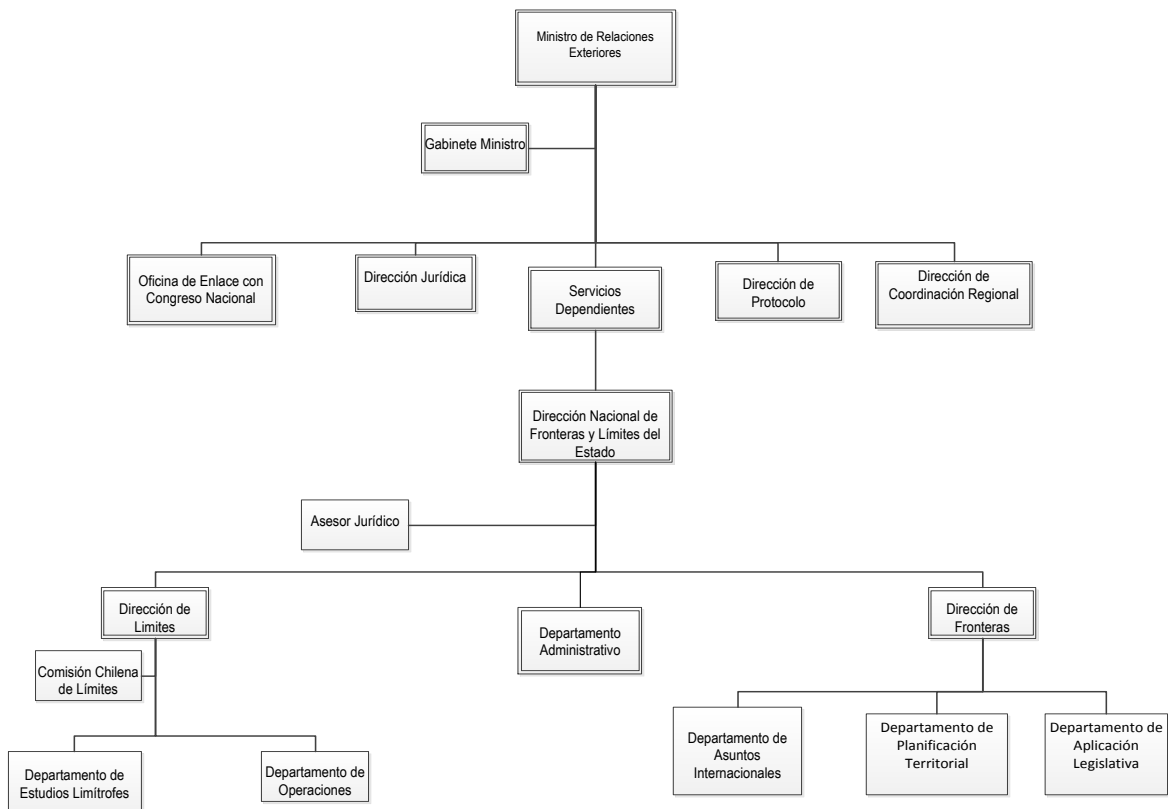 Ministro de Relaciones
Exteriores
Gabinete Ministro
Oficina de Enlace con
Congreso Nacional
Dirección Jurídica
Servicios
Dependientes
Dirección de
Protocolo
Dirección de
Coordinación Regional
Dirección Nacional de
Fronteras y Límites del
Estado
Asesor Jurídico
Dirección de
Limites
Departamento
Administrativo
Dirección de
Fronteras
Comisión Chilena
de Límites
Departamento de
Estudios Limítrofes
Departamento de
Operaciones
Departamento de
Asuntos
Internacionales
Departamento de
Planificación
Territorial
Departamento de
Aplicación
Legislativa